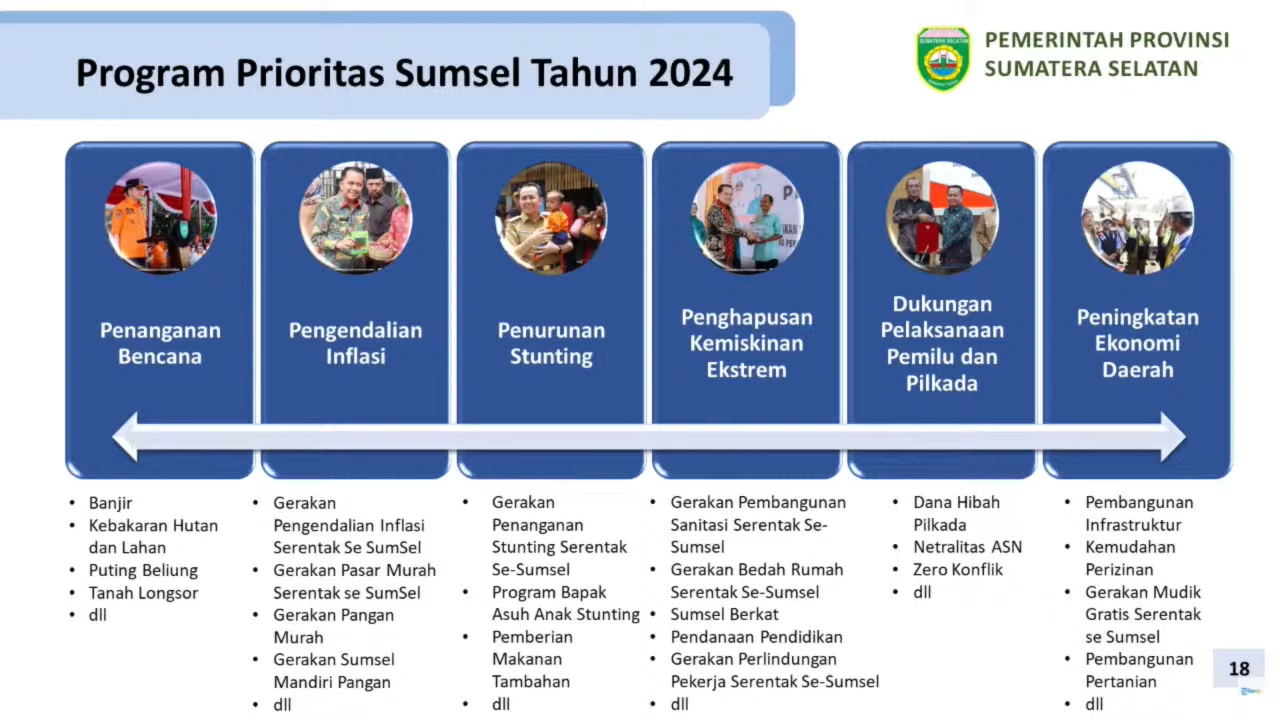 Program Prioritas Sumsel Tahun 2024
SUMATERA SELATAN
PEMERINTAH PROVINSI
SUMATERA SELATAN
Penanganan
Bencana
Pengendalian
Inflasi
Penurunan
Stunting
Penghapusan
Kemiskinan
Ekstrem
Dukungan
Pelaksanaan
Pemilu dan
Pilkada
Peningkatan
Ekonomi
Daerah
• Banjir
• Kebakaran Hutan
dan Lahan
• Puting Beliung
• Tanah Longsor
• dll
• Gerakan
Pengendalian Inflasi
Serentak Se SumSel
• Gerakan Pasar Murah
Serentak se SumSel
• Gerakan Pangan
Murah
• Gerakan Sumsel
Mandiri Pangan
• dll
• Gerakan
Penanganan
Stunting Serentak
Se-Sumsel
• Program Bapak
Asuh Anak Stunting
• Pemberian
Makanan
Tambahan
• dll
• Gerakan Pembangunan
Sanitasi Serentak Se-
Sumsel
• Gerakan Bedah Rumah
Serentak Se-Sumsel
• Sumsel Berkat
• Pendanaan Pendidikan
• Gerakan Perlindungan
Pekerja Serentak Se-Sumsel
• dll
• Dana Hibah
Pilkada
• Netralitas ASN
• Zero Konflik
• dll
• Pembangunan
Infrastruktur
• Kemudahan
Perizinan
• Gerakan Mudik
Gratis Serentak
se Sumsel
• Pembangunan
Pertanian
• dll
18